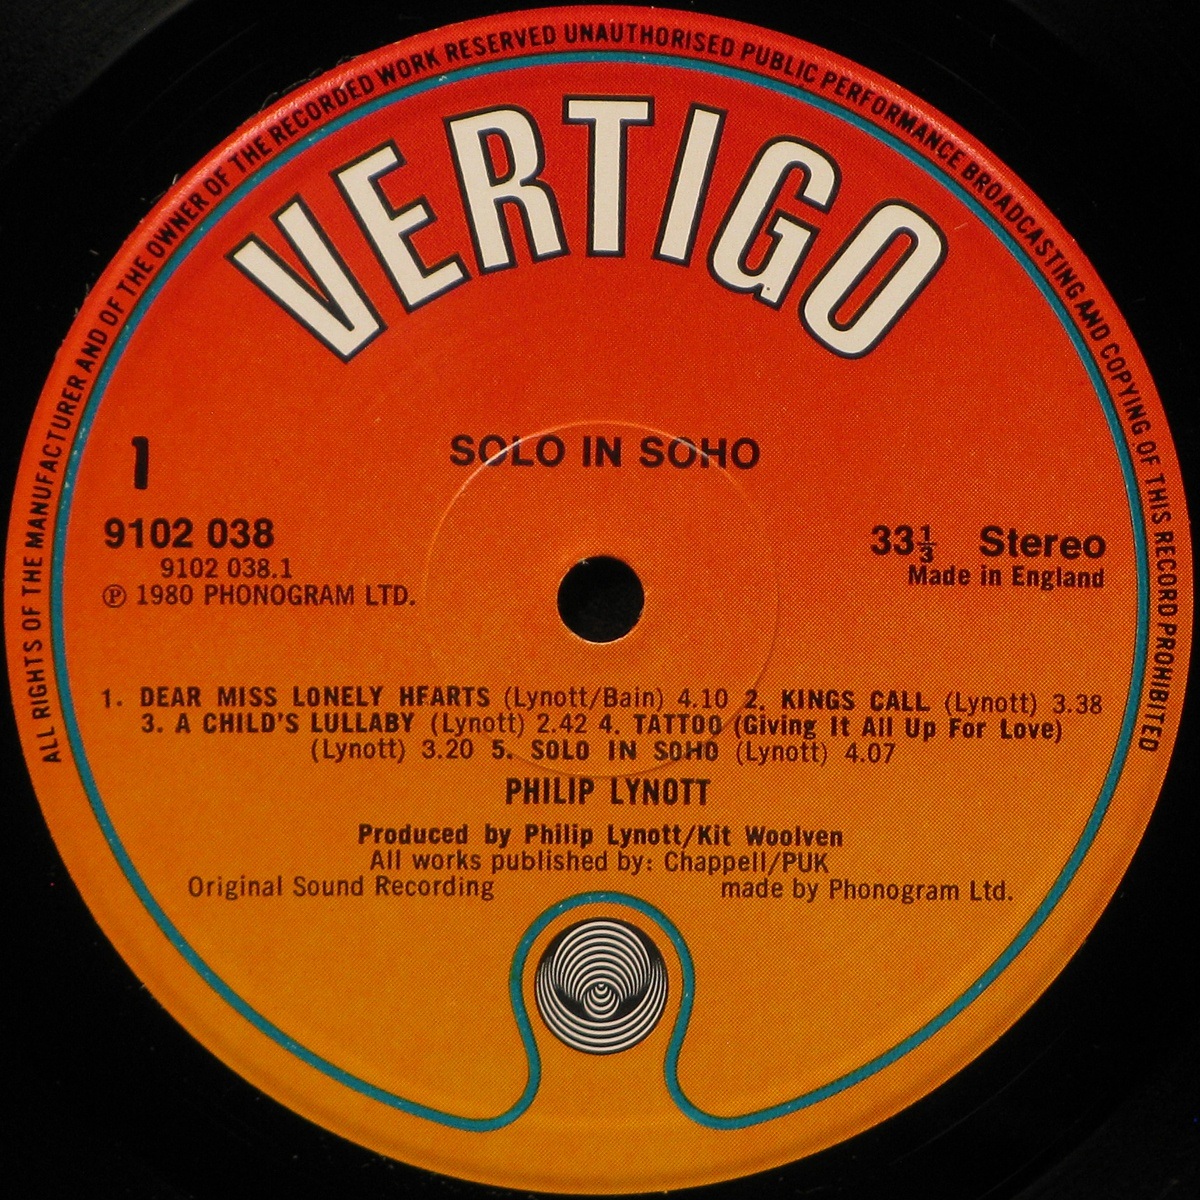 ALL RIGHTS OF THE MANUFACTURER AND OF THE OWNER OF THE RECORDED WORK RESERVED UNAUTHORISED PUBLIC PERFORMANCE BROADCASTING AND COPYING OF THIS RECORD PROHIBITED
VERTIGO
SOLO IN SOHO
1
9102 038
9102 038.1
℗ 1980 PHONOGRAM LTD.
33⅓ Stereo
Made in England
1. DEAR MISS LONELY HEARTS (Lynott/Bain) 4.10 2. KINGS CALL (Lynott) 3.38
3. A CHILD'S LULLABY (Lynott) 2.42 4. TATTOO (Giving It All Up For Love)
(Lynott) 3.20 5. SOLO IN SOHO (Lynott) 4.07
PHILIP LYNOTT
Produced by Philip Lynott/Kit Woolven
All works published by: Chappell/PUK
Original Sound Recording made by Phonogram Ltd.